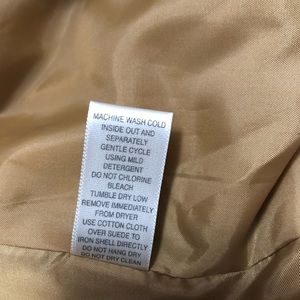 MACHINE WASH COLD
INSIDE OUT AND
SEPARATELY
GENTLE CYCLE
USING MILD
DETERGENT
DO NOT CHLORINE
BLEACH
TUMBLE DRY LOW
REMOVE IMMEDIATELY
FROM DRYER
USE COTTON CLOTH
OVER SUEDE TO
IRON SHELL DIRECTLY
DO NOT HANG DRY
DO NOT DRY CLEAN